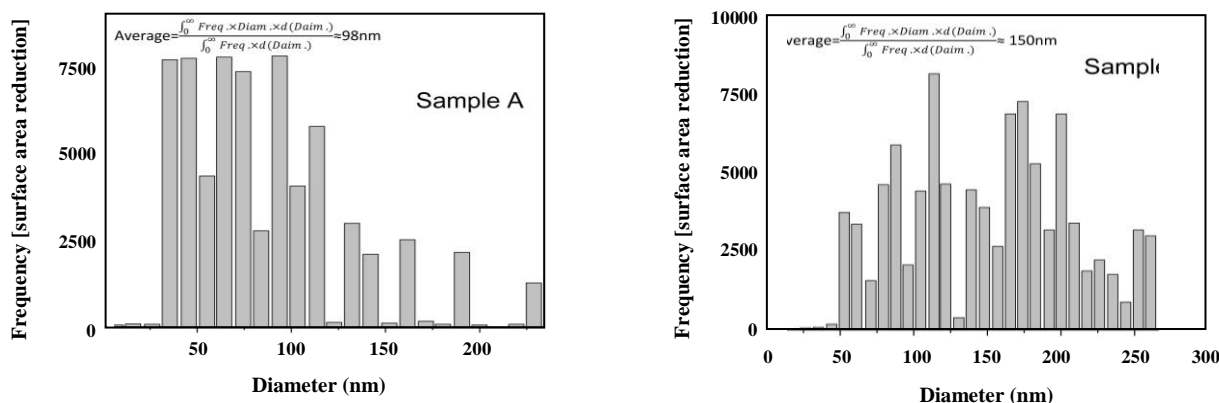 Average=∫₀^∞ Freq.×Diam.×d(Daim.) / ∫₀^∞ Freq.×d(Daim.) ≈98nm
Sample A
Frequency [surface area reduction]
7500
5000
2500
0
50 100 150 200
Diameter (nm)
verage=∫₀^∞ Freq.×Diam.×d(Daim.) / ∫₀^∞ Freq.×d(Daim.) ≈ 150nm
Sample
Frequency [surface area reduction]
10000
7500
5000
2500
0
0 50 100 150 200 250 300
Diameter (nm)